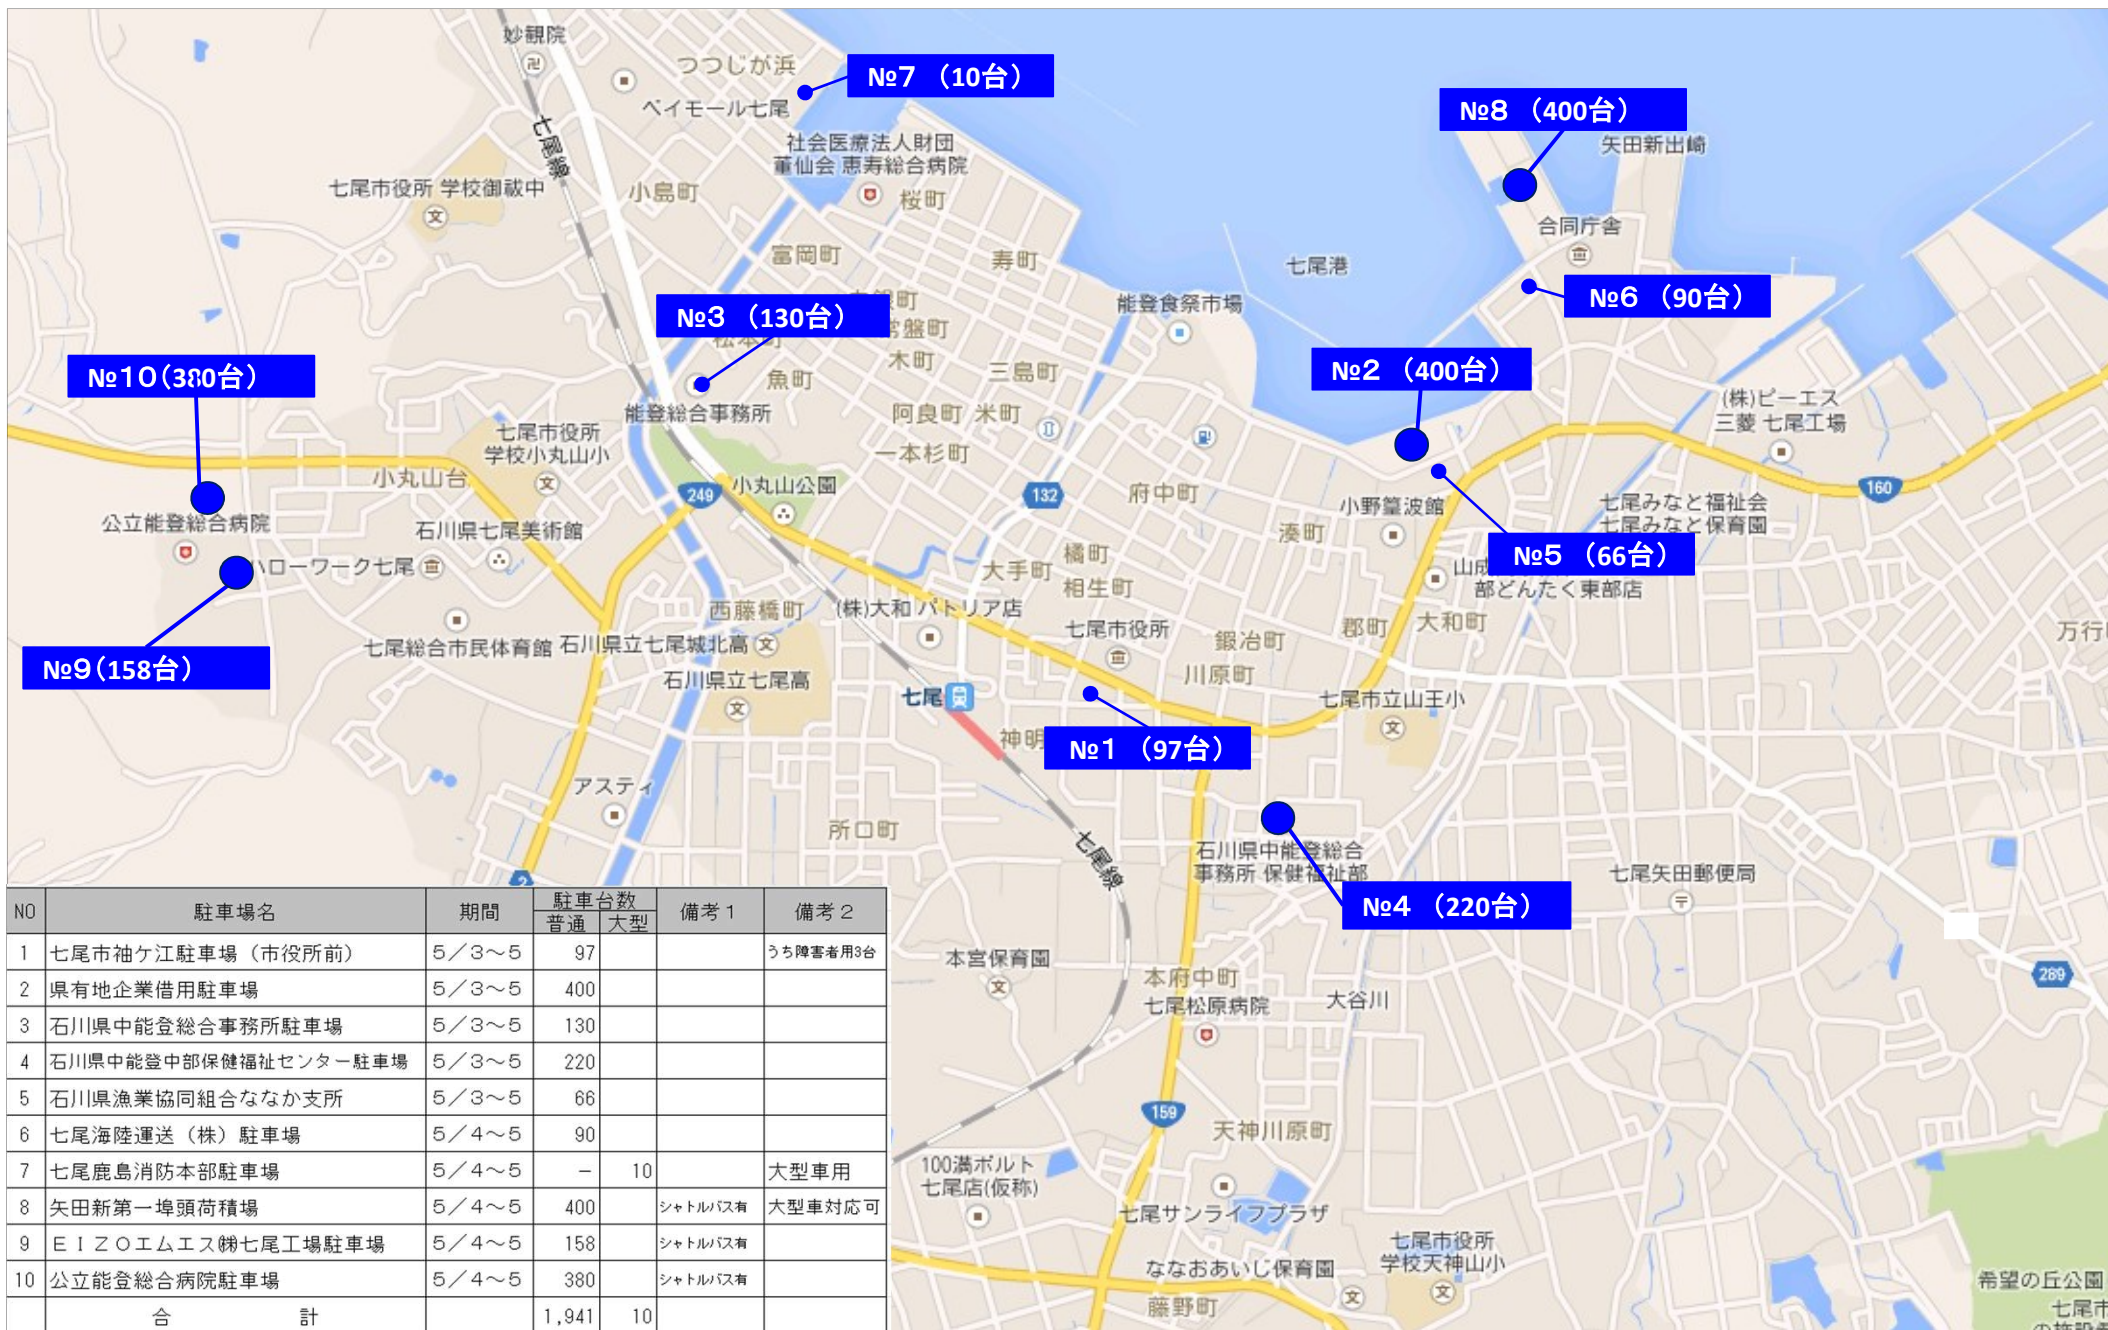 妙観院
つつじが浜
№7 （10台）
ベイモール七尾
№8 （400台）
七尾線
社会医療法人財団
董仙会 恵寿総合病院
矢田新出崎
七尾市役所 学校御祓中
小島町
桜町
合同庁舎
富岡町
寿町
七尾港
№6 （90台）
能登食祭市場
№3 （130台）
常盤町
木町
三島町
魚町
№2 （400台）
№10(380台)
(株)ピーエス
三菱 七尾工場
能登総合事務所
阿良町 米町
七尾市役所
学校小丸山小
一本杉町
小丸山台
249
小丸山公園
132
府中町
小野篁波館
160
七尾みなと福祉会
七尾みなと保育園
公立能登総合病院
石川県七尾美術館
湊町
橘町
№5 （66台）
ハローワーク七尾
大手町
相生町
部どんたく東部店
西藤橋町
(株)大和 パトリア店
七尾市役所
郡町
大和町
万行
鍛冶町
七尾総合市民体育館
石川県立七尾城北高
川原町
№9(158台)
石川県立七尾高
七尾
七尾市立山王小
神明
№1 （97台）
アスティ
所口町
七尾線
石川県中能登総合
事務所 保健福祉部
七尾矢田郵便局
№4 （220台）
2
本宮保育園
本府中町
七尾松原病院
大谷川
289
159
天神川原町
100満ボルト
七尾店(仮称)
七尾サンライフプラザ
七尾市役所
学校天神山小
ななおあいじ保育園
藤野町
希望の丘公園
七尾市
NO 駐車場名 期間 駐車台数 備考１ 備考２
普通 大型
1 七尾市袖ケ江駐車場（市役所前） 5／3～5 97 うち障害者用3台
2 県有地企業借用駐車場 5／3～5 400
3 石川県中能登総合事務所駐車場 5／3～5 130
4 石川県中能登中部保健福祉センター駐車場 5／3～5 220
5 石川県漁業協同組合ななか支所 5／3～5 66
6 七尾海陸運送（株）駐車場 5／4～5 90
7 七尾鹿島消防本部駐車場 5／4～5 － 10 大型車用
8 矢田新第一埠頭荷積場 5／4～5 400 シャトルバス有 大型車対応可
9 ＥＩＺＯエムエス㈱七尾工場駐車場 5／4～5 158 シャトルバス有
10 公立能登総合病院駐車場 5／4～5 380 シャトルバス有
合 計 1,941 10